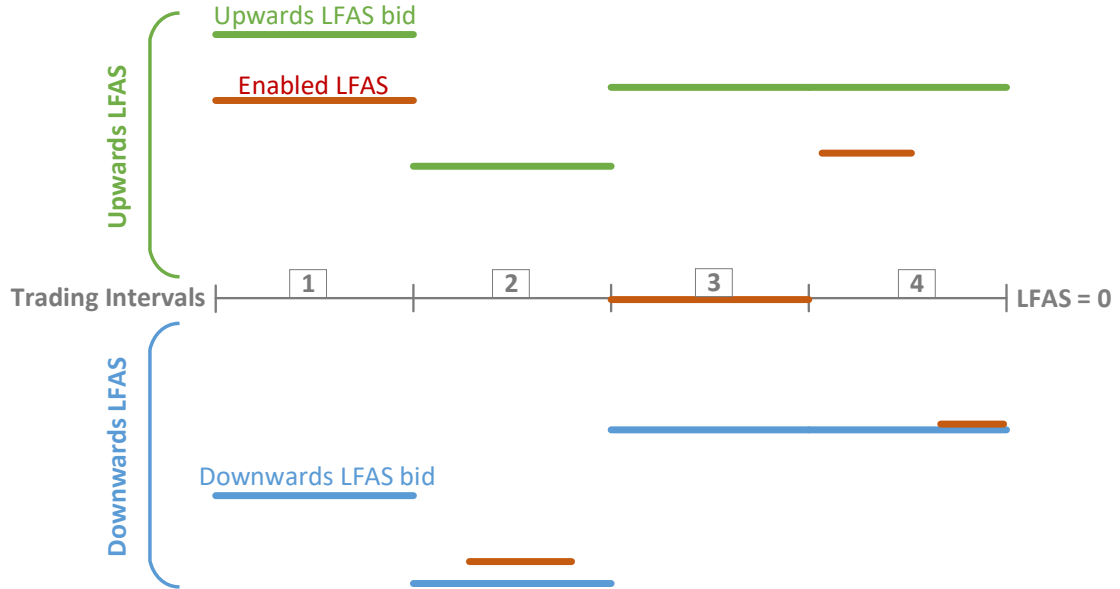 Upwards LFAS bid
Enabled LFAS
Upwards LFAS
Trading Intervals
1
2
3
4
LFAS = 0
Downwards LFAS
Downwards LFAS bid